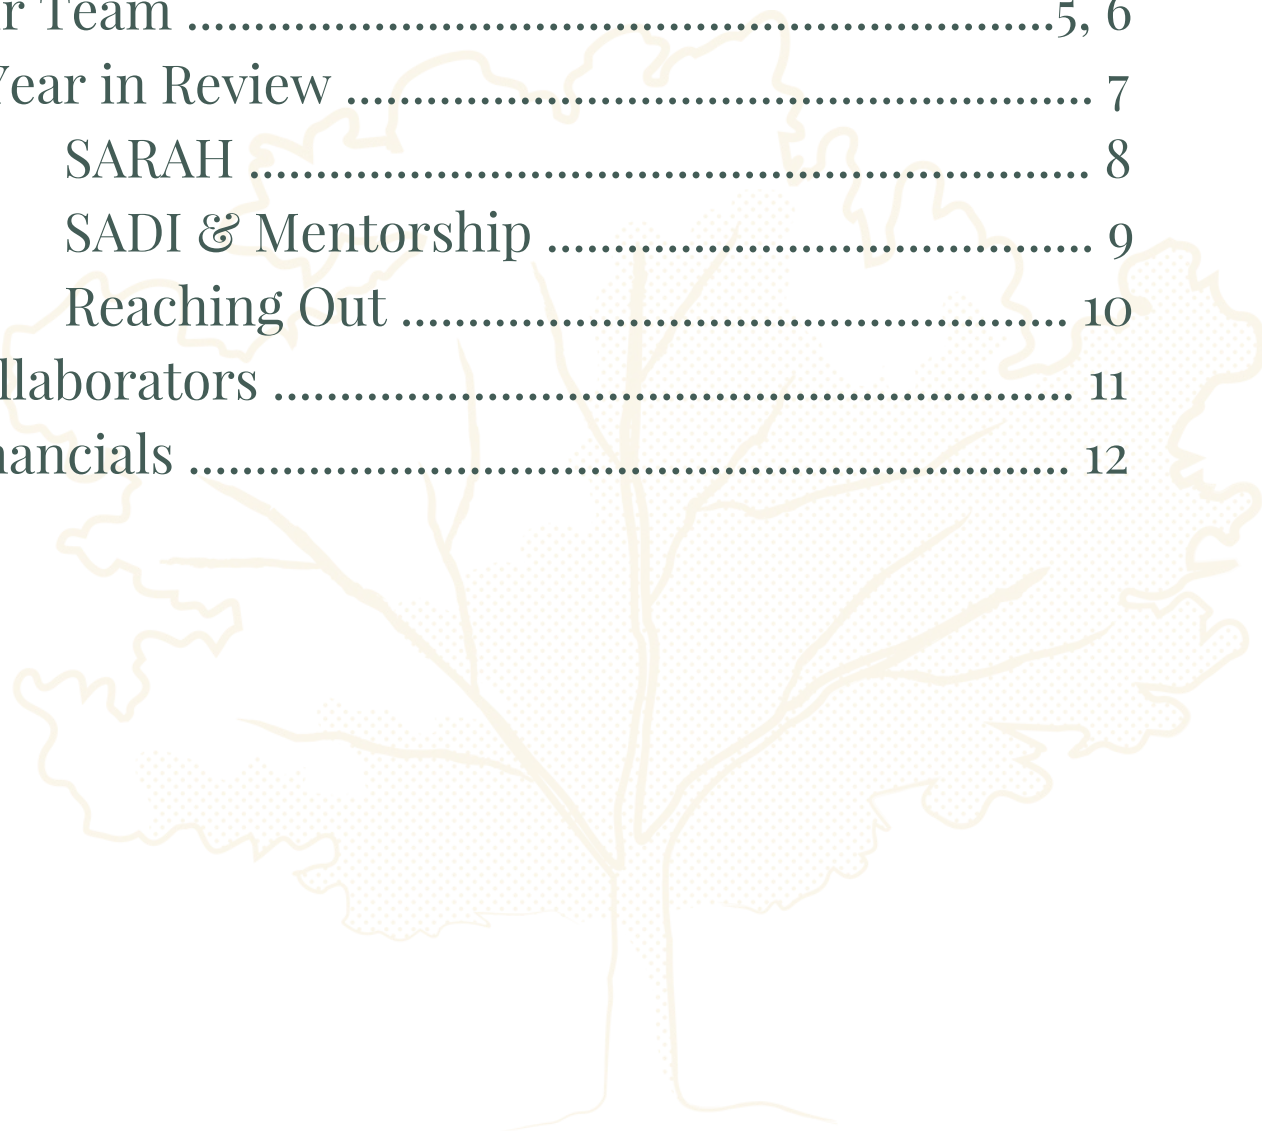 r Team ................................................................5, 6
Year in Review ....................................................... 7
SARAH .............................................................. 8
SADI & Mentorship ........................................ 9
Reaching Out ................................................. 10
llaborators ........................................................... 11
nancials ................................................................. 12